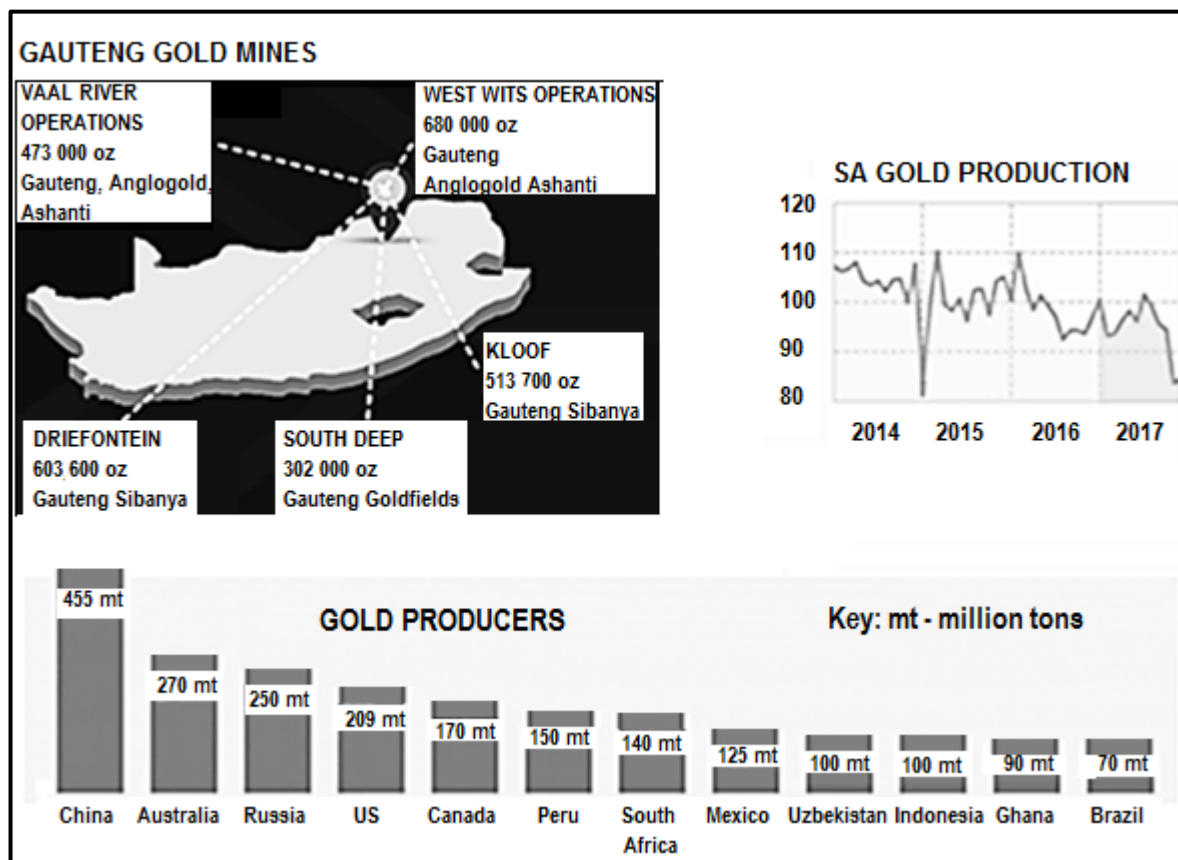 GAUTENG GOLD MINES
VAAL RIVER
OPERATIONS
473 000 oz
Gauteng, Anglogold,
Ashanti
WEST WITS OPERATIONS
680 000 oz
Gauteng
Anglogold Ashanti
KLOOF
513 700 oz
Gauteng Sibanya
DRIEFONTEIN
603 600 oz
Gauteng Sibanya
SOUTH DEEP
302 000 oz
Gauteng Goldfields
SA GOLD PRODUCTION
120
110
100
90
80
2014 2015 2016 2017
GOLD PRODUCERS
Key: mt - million tons
455 mt 270 mt 250 mt 209 mt 170 mt 150 mt 140 mt 125 mt 100 mt 100 mt 90 mt 70 mt
China Australia Russia US Canada Peru South Mexico Uzbekistan Indonesia Ghana Brazil
Africa